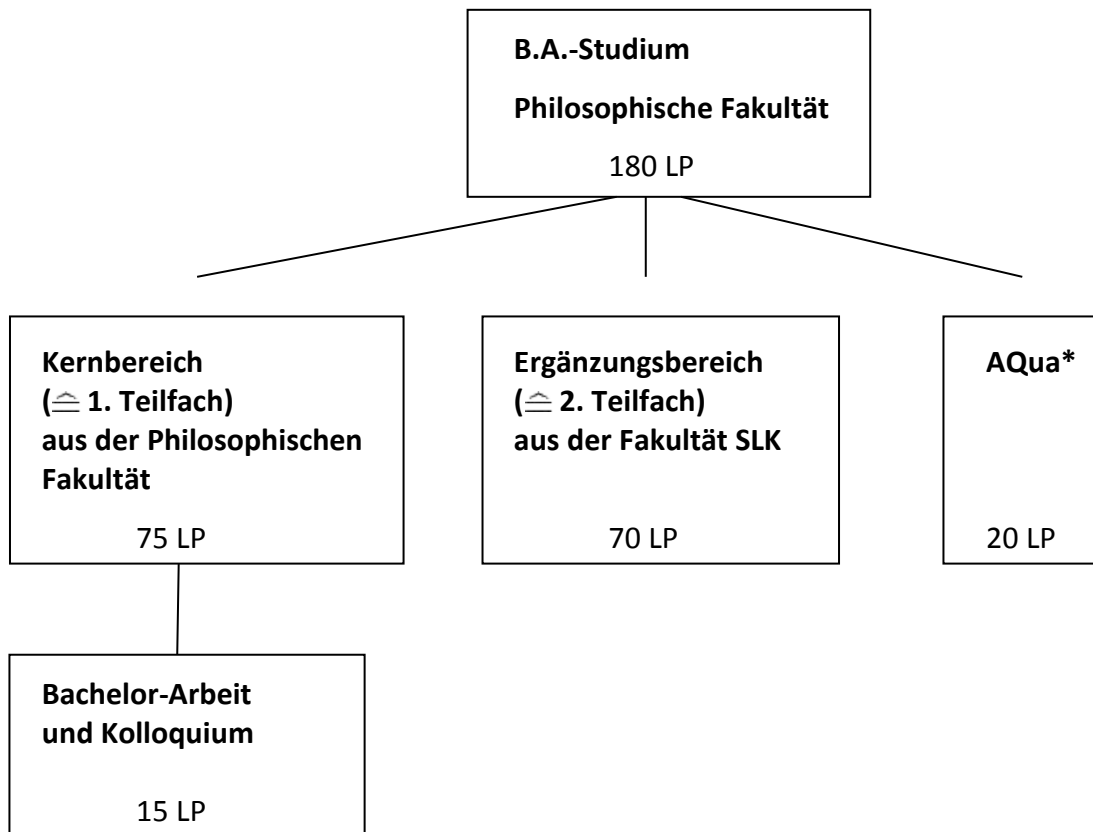 B.A.-Studium
Philosophische Fakultät
180 LP
Kernbereich
(≙ 1. Teilfach)
aus der Philosophischen
Fakultät
75 LP
Ergänzungsbereich
(≙ 2. Teilfach)
aus der Fakultät SLK
70 LP
AQua*
20 LP
Bachelor-Arbeit
und Kolloquium
15 LP